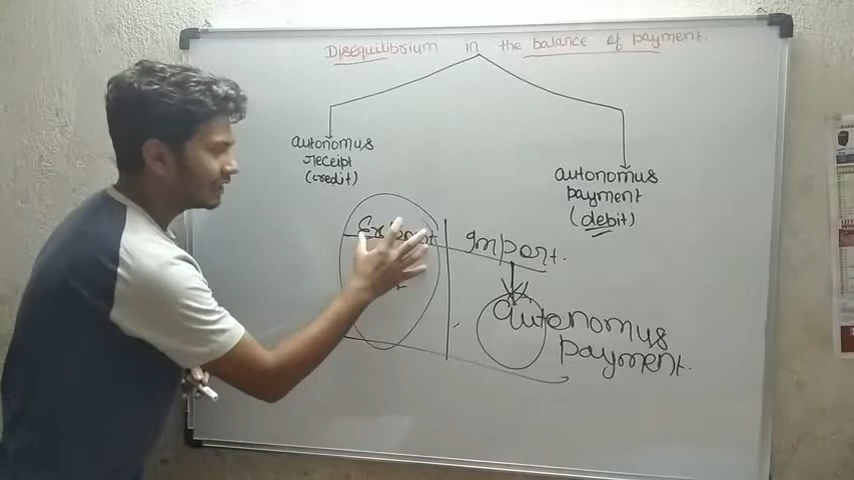 Disequilibrium in the balance of payment.
autonomus
receipt
(credit)
autonomus
payment
(debit)
Import.
autonomus
payment.